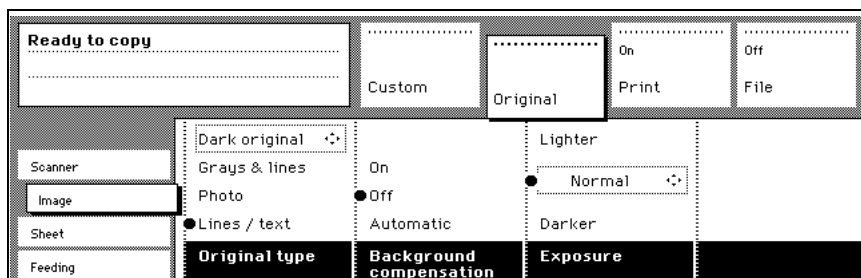 Ready to copy
Custom
Original
On
Print
Off
File
Scanner
Image
Sheet
Feeding
Dark original
Grays & lines
Photo
Lines / text
Original type
On
Off
Automatic
Background
compensation
Lighter
Normal
Darker
Exposure